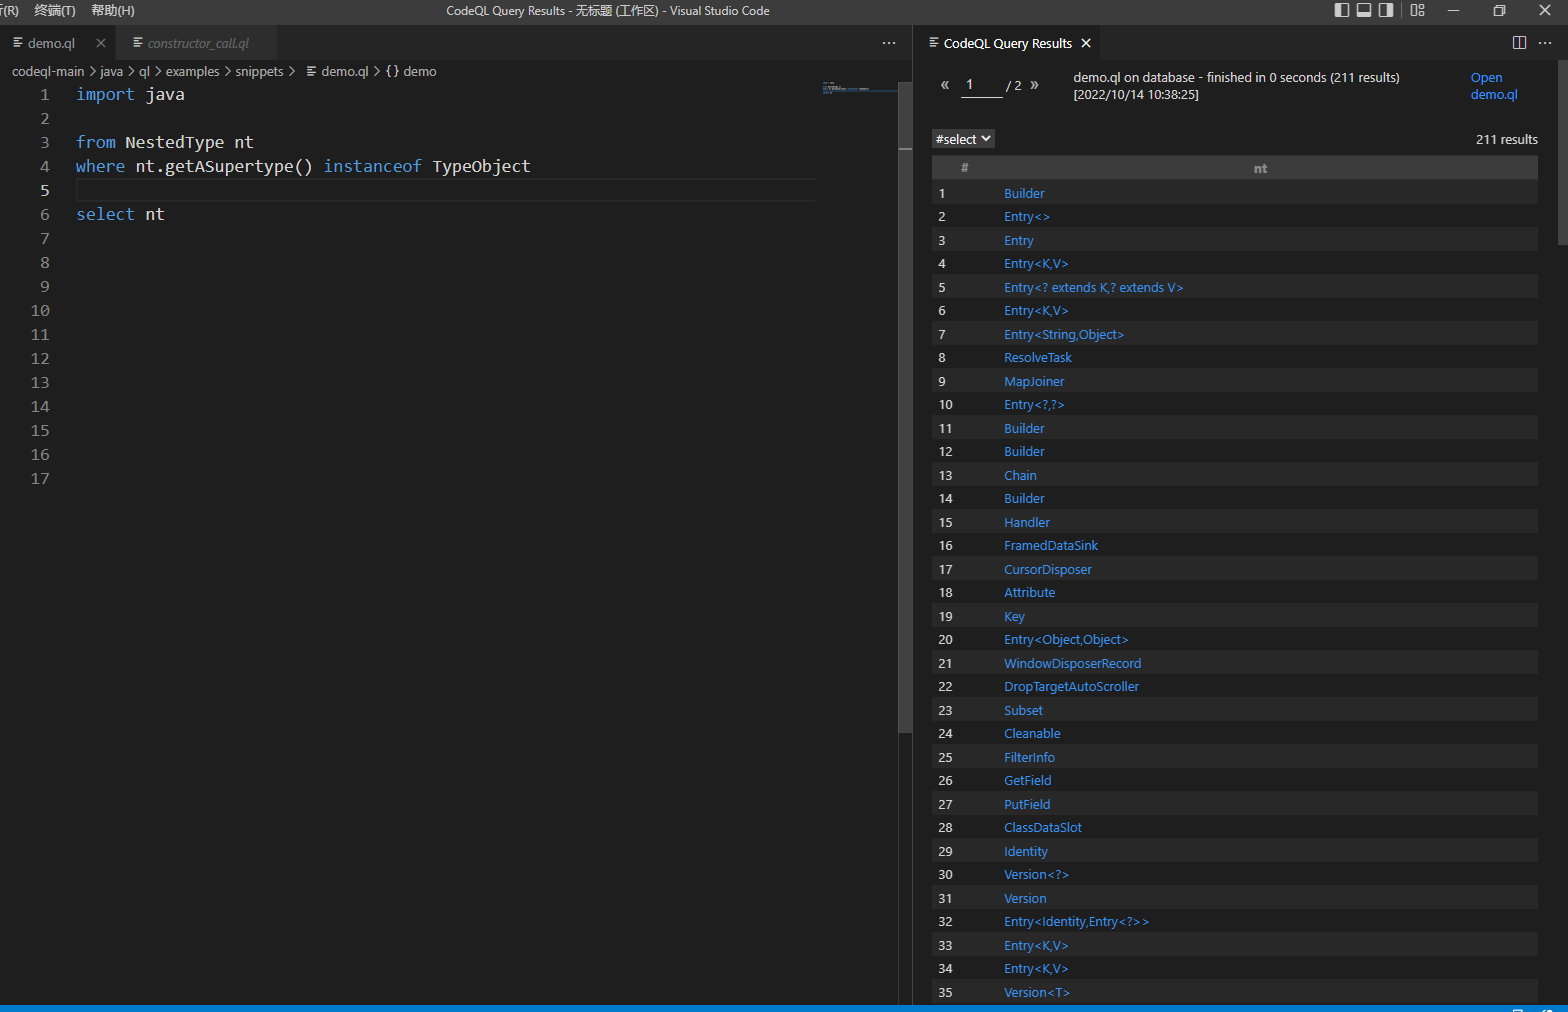 终端(T) 帮助(H) CodeQL Query Results - 无标题 (工作区) - Visual Studio Code
demo.ql constructor_call.ql
codeql-main > java > ql > examples > snippets > demo.ql > {} demo
1 import java
2
3 from NestedType nt
4 where nt.getASupertype() instanceof TypeObject
5
6 select nt
7
8
9
10
11
12
13
14
15
16
17
CodeQL Query Results
« 1 / 2 » demo.ql on database - finished in 0 seconds (211 results) Open
[2022/10/14 10:38:25] demo.ql
#select 211 results
# nt
1 Builder
2 Entry<>
3 Entry
4 Entry<K,V>
5 Entry<? extends K,? extends V>
6 Entry<K,V>
7 Entry<String,Object>
8 ResolveTask
9 MapJoiner
10 Entry<?,?>
11 Builder
12 Builder
13 Chain
14 Builder
15 Handler
16 FramedDataSink
17 CursorDisposer
18 Attribute
19 Key
20 Entry<Object,Object>
21 WindowDisposerRecord
22 DropTargetAutoScroller
23 Subset
24 Cleanable
25 FilterInfo
26 GetField
27 PutField
28 ClassDataSlot
29 Identity
30 Version<?>
31 Version
32 Entry<Identity,Entry<?>>
33 Entry<K,V>
34 Entry<K,V>
35 Version<T>